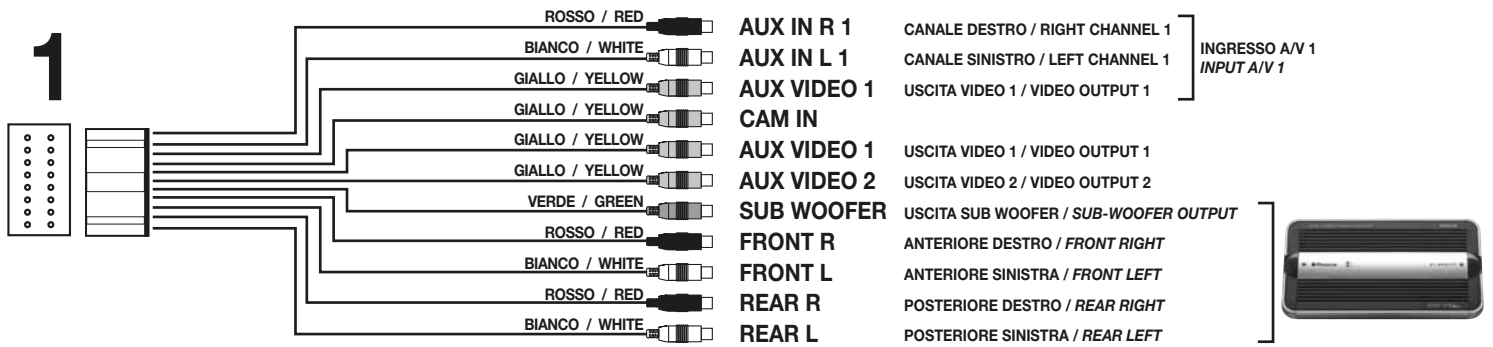 1
ROSSO / RED AUX IN R 1 CANALE DESTRO / RIGHT CHANNEL 1
BIANCO / WHITE AUX IN L 1 CANALE SINISTRO / LEFT CHANNEL 1
INGRESSO A/V 1
INPUT A/V 1
GIALLO / YELLOW AUX VIDEO 1 USCITA VIDEO 1 / VIDEO OUTPUT 1
GIALLO / YELLOW CAM IN
GIALLO / YELLOW AUX VIDEO 1 USCITA VIDEO 1 / VIDEO OUTPUT 1
GIALLO / YELLOW AUX VIDEO 2 USCITA VIDEO 2 / VIDEO OUTPUT 2
VERDE / GREEN SUB WOOFER USCITA SUB WOOFER / SUB-WOOFER OUTPUT
ROSSO / RED FRONT R ANTERIORE DESTRO / FRONT RIGHT
BIANCO / WHITE FRONT L ANTERIORE SINISTRA / FRONT LEFT
ROSSO / RED REAR R POSTERIORE DESTRO / REAR RIGHT
BIANCO / WHITE REAR L POSTERIORE SINISTRA / REAR LEFT